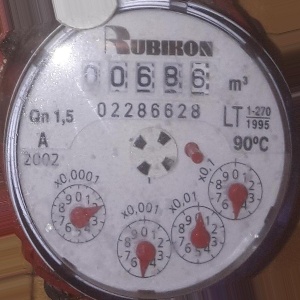 RUBIKON
00686 m³
02286628
Qn 1,5 LT 1-270 1995
A 90ºC
2002
x0,0001 x0,1
x0,001 x0,01